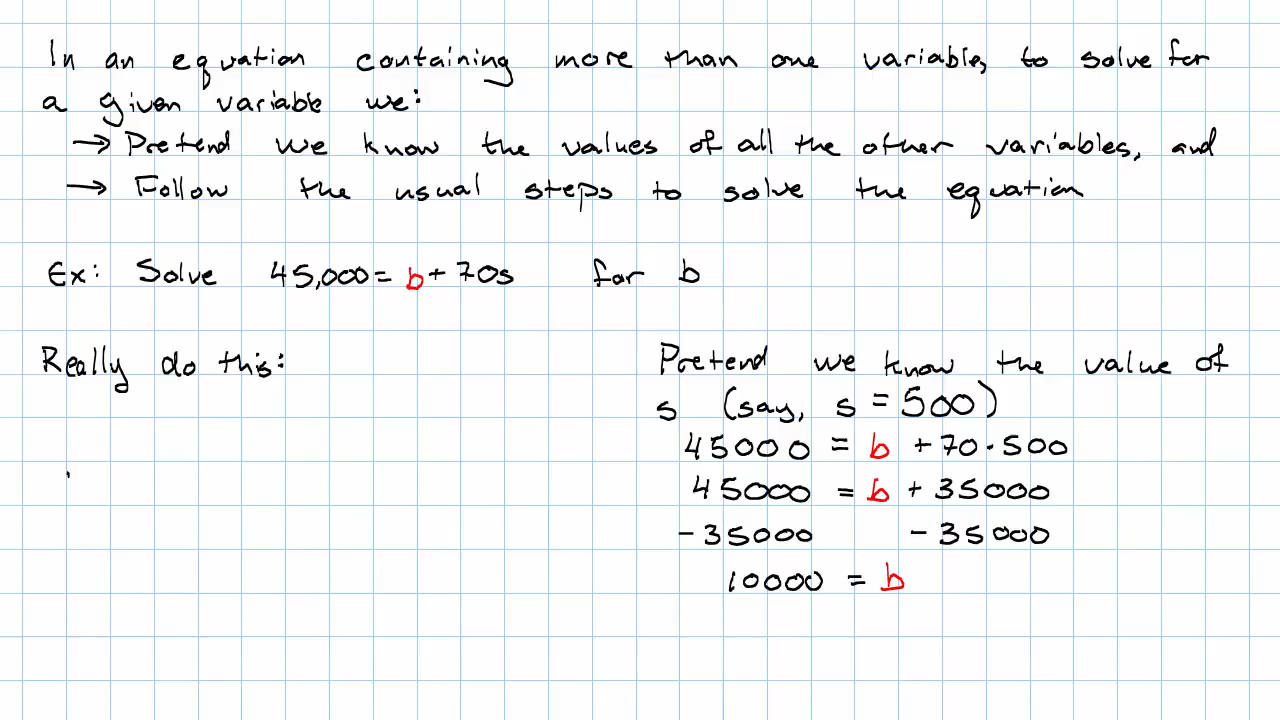 In an equation containing more than one variable, to solve for
a given variable we:
→ Pretend we know the values of all the other variables, and
→ Follow the usual steps to solve the equation
Ex: Solve 45,000 = b + 70s for b
Really do this:
Pretend we know the value of
s (say, s = 500)
45000 = b + 70·500
45000 = b + 35000
-35000 -35000
10000 = b